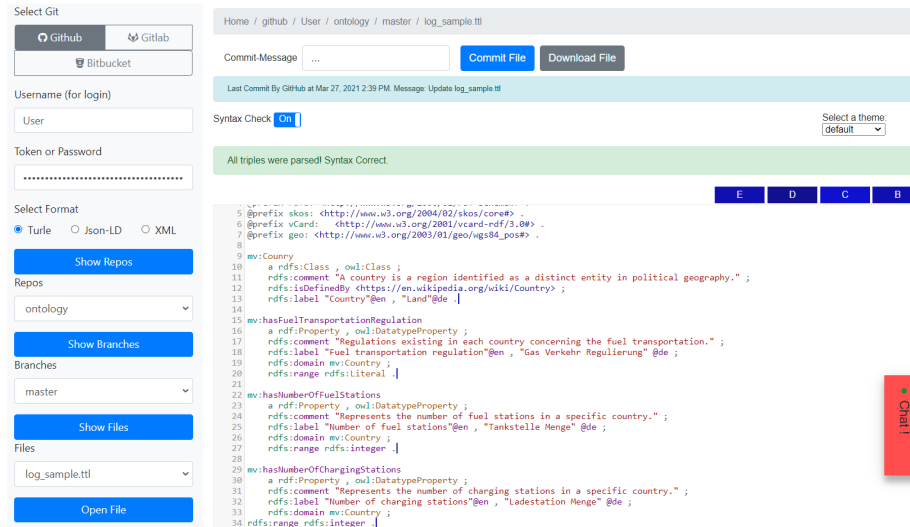 Select Git
Github
Gitlab
Bitbucket
Username (for login)
User
Token or Password
Select Format
Turle
Json-LD
XML
Show Repos
Repos
ontology
Show Branches
Branches
master
Show Files
Files
log_sample.ttl
Open File
Home / github / User / ontology / master / log_sample.ttl
Commit-Message
...
Commit File
Download File
Last Commit By GitHub at Mar 27, 2021 2:39 PM. Message: Update log_sample.ttl
Syntax Check On
Select a theme:
default
All triples were parsed! Syntax Correct.
E D C B
5 @prefix skos: <http://www.w3.org/2004/02/skos/core#> .
6 @prefix vCard:   <http://www.w3.org/2001/vcard-rdf/3.0#> .
7 @prefix geo: <http://www.w3.org/2003/01/geo/wgs84_pos#> .
8
9 mv:Counry
10     a rdfs:Class , owl:Class ;
11     rdfs:comment "A country is a region identified as a distinct entity in political geography." ;
12     rdfs:isDefinedBy <https://en.wikipedia.org/wiki/Country> ;
13     rdfs:label "Country"@en , "Land"@de .
14
15 mv:hasFuelTransportationRegulation
16     a rdf:Property , owl:DatatypeProperty ;
17     rdfs:comment "Regulations existing in each country concerning the fuel transportation." ;
18     rdfs:label "Fuel transportation regulation"@en , "Gas Verkehr Regulierung" @de ;
19     rdfs:domain mv:Country ;
20     rdfs:range rdfs:Literal .
21
22 mv:hasNumberOfFuelStations
23     a rdf:Property , owl:DatatypeProperty ;
24     rdfs:comment "Represents the number of fuel stations in a specific country." ;
25     rdfs:label "Number of fuel stations"@en , "Tankstelle Menge" @de ;
26     rdfs:domain mv:Country ;
27     rdfs:range rdfs:integer .
28
29 mv:hasNumberOfChargingStations
30     a rdf:Property , owl:DatatypeProperty ;
31     rdfs:comment "Represents the number of charging stations in a specific country." ;
32     rdfs:label "Number of charging stations"@en , "Ladestation Menge" @de ;
33     rdfs:domain mv:Country ;
34 rdfs:range rdfs:integer .
Chat !